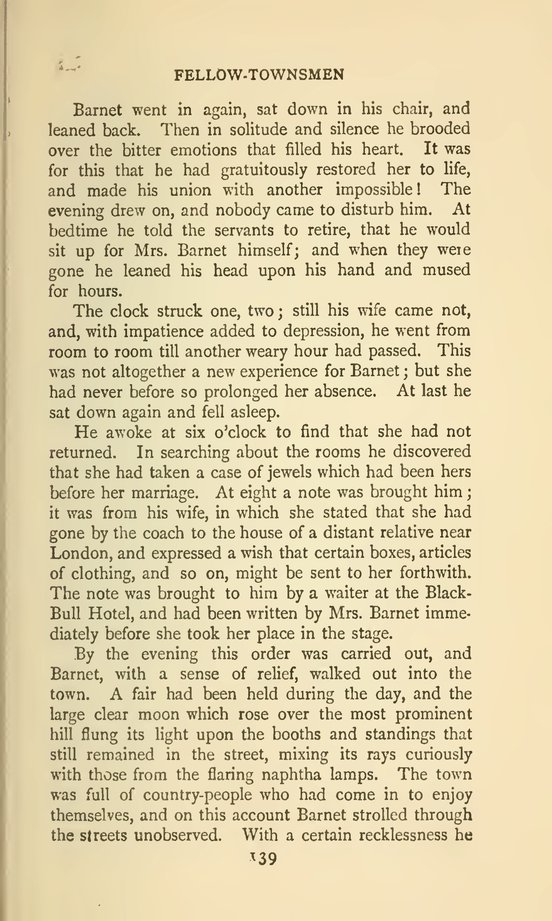 FELLOW-TOWNSMEN
Barnet went in again, sat down in his chair, and
leaned back. Then in solitude and silence he brooded
over the bitter emotions that filled his heart. It was
for this that he had gratuitously restored her to life,
and made his union with another impossible! The
evening drew on, and nobody came to disturb him. At
bedtime he told the servants to retire, that he would
sit up for Mrs. Barnet himself; and when they were
gone he leaned his head upon his hand and mused
for hours.
The clock struck one, two; still his wife came not,
and, with impatience added to depression, he went from
room to room till another weary hour had passed. This
was not altogether a new experience for Barnet; but she
had never before so prolonged her absence. At last he
sat down again and fell asleep.
He awoke at six o'clock to find that she had not
returned. In searching about the rooms he discovered
that she had taken a case of jewels which had been hers
before her marriage. At eight a note was brought him;
it was from his wife, in which she stated that she had
gone by the coach to the house of a distant relative near
London, and expressed a wish that certain boxes, articles
of clothing, and so on, might be sent to her forthwith.
The note was brought to him by a waiter at the Black-
Bull Hotel, and had been written by Mrs. Barnet imme-
diately before she took her place in the stage.
By the evening this order was carried out, and
Barnet, with a sense of relief, walked out into the
town. A fair had been held during the day, and the
large clear moon which rose over the most prominent
hill flung its light upon the booths and standings that
still remained in the street, mixing its rays curiously
with those from the flaring naphtha lamps. The town
was full of country-people who had come in to enjoy
themselves, and on this account Barnet strolled through
the streets unobserved. With a certain recklessness he
139